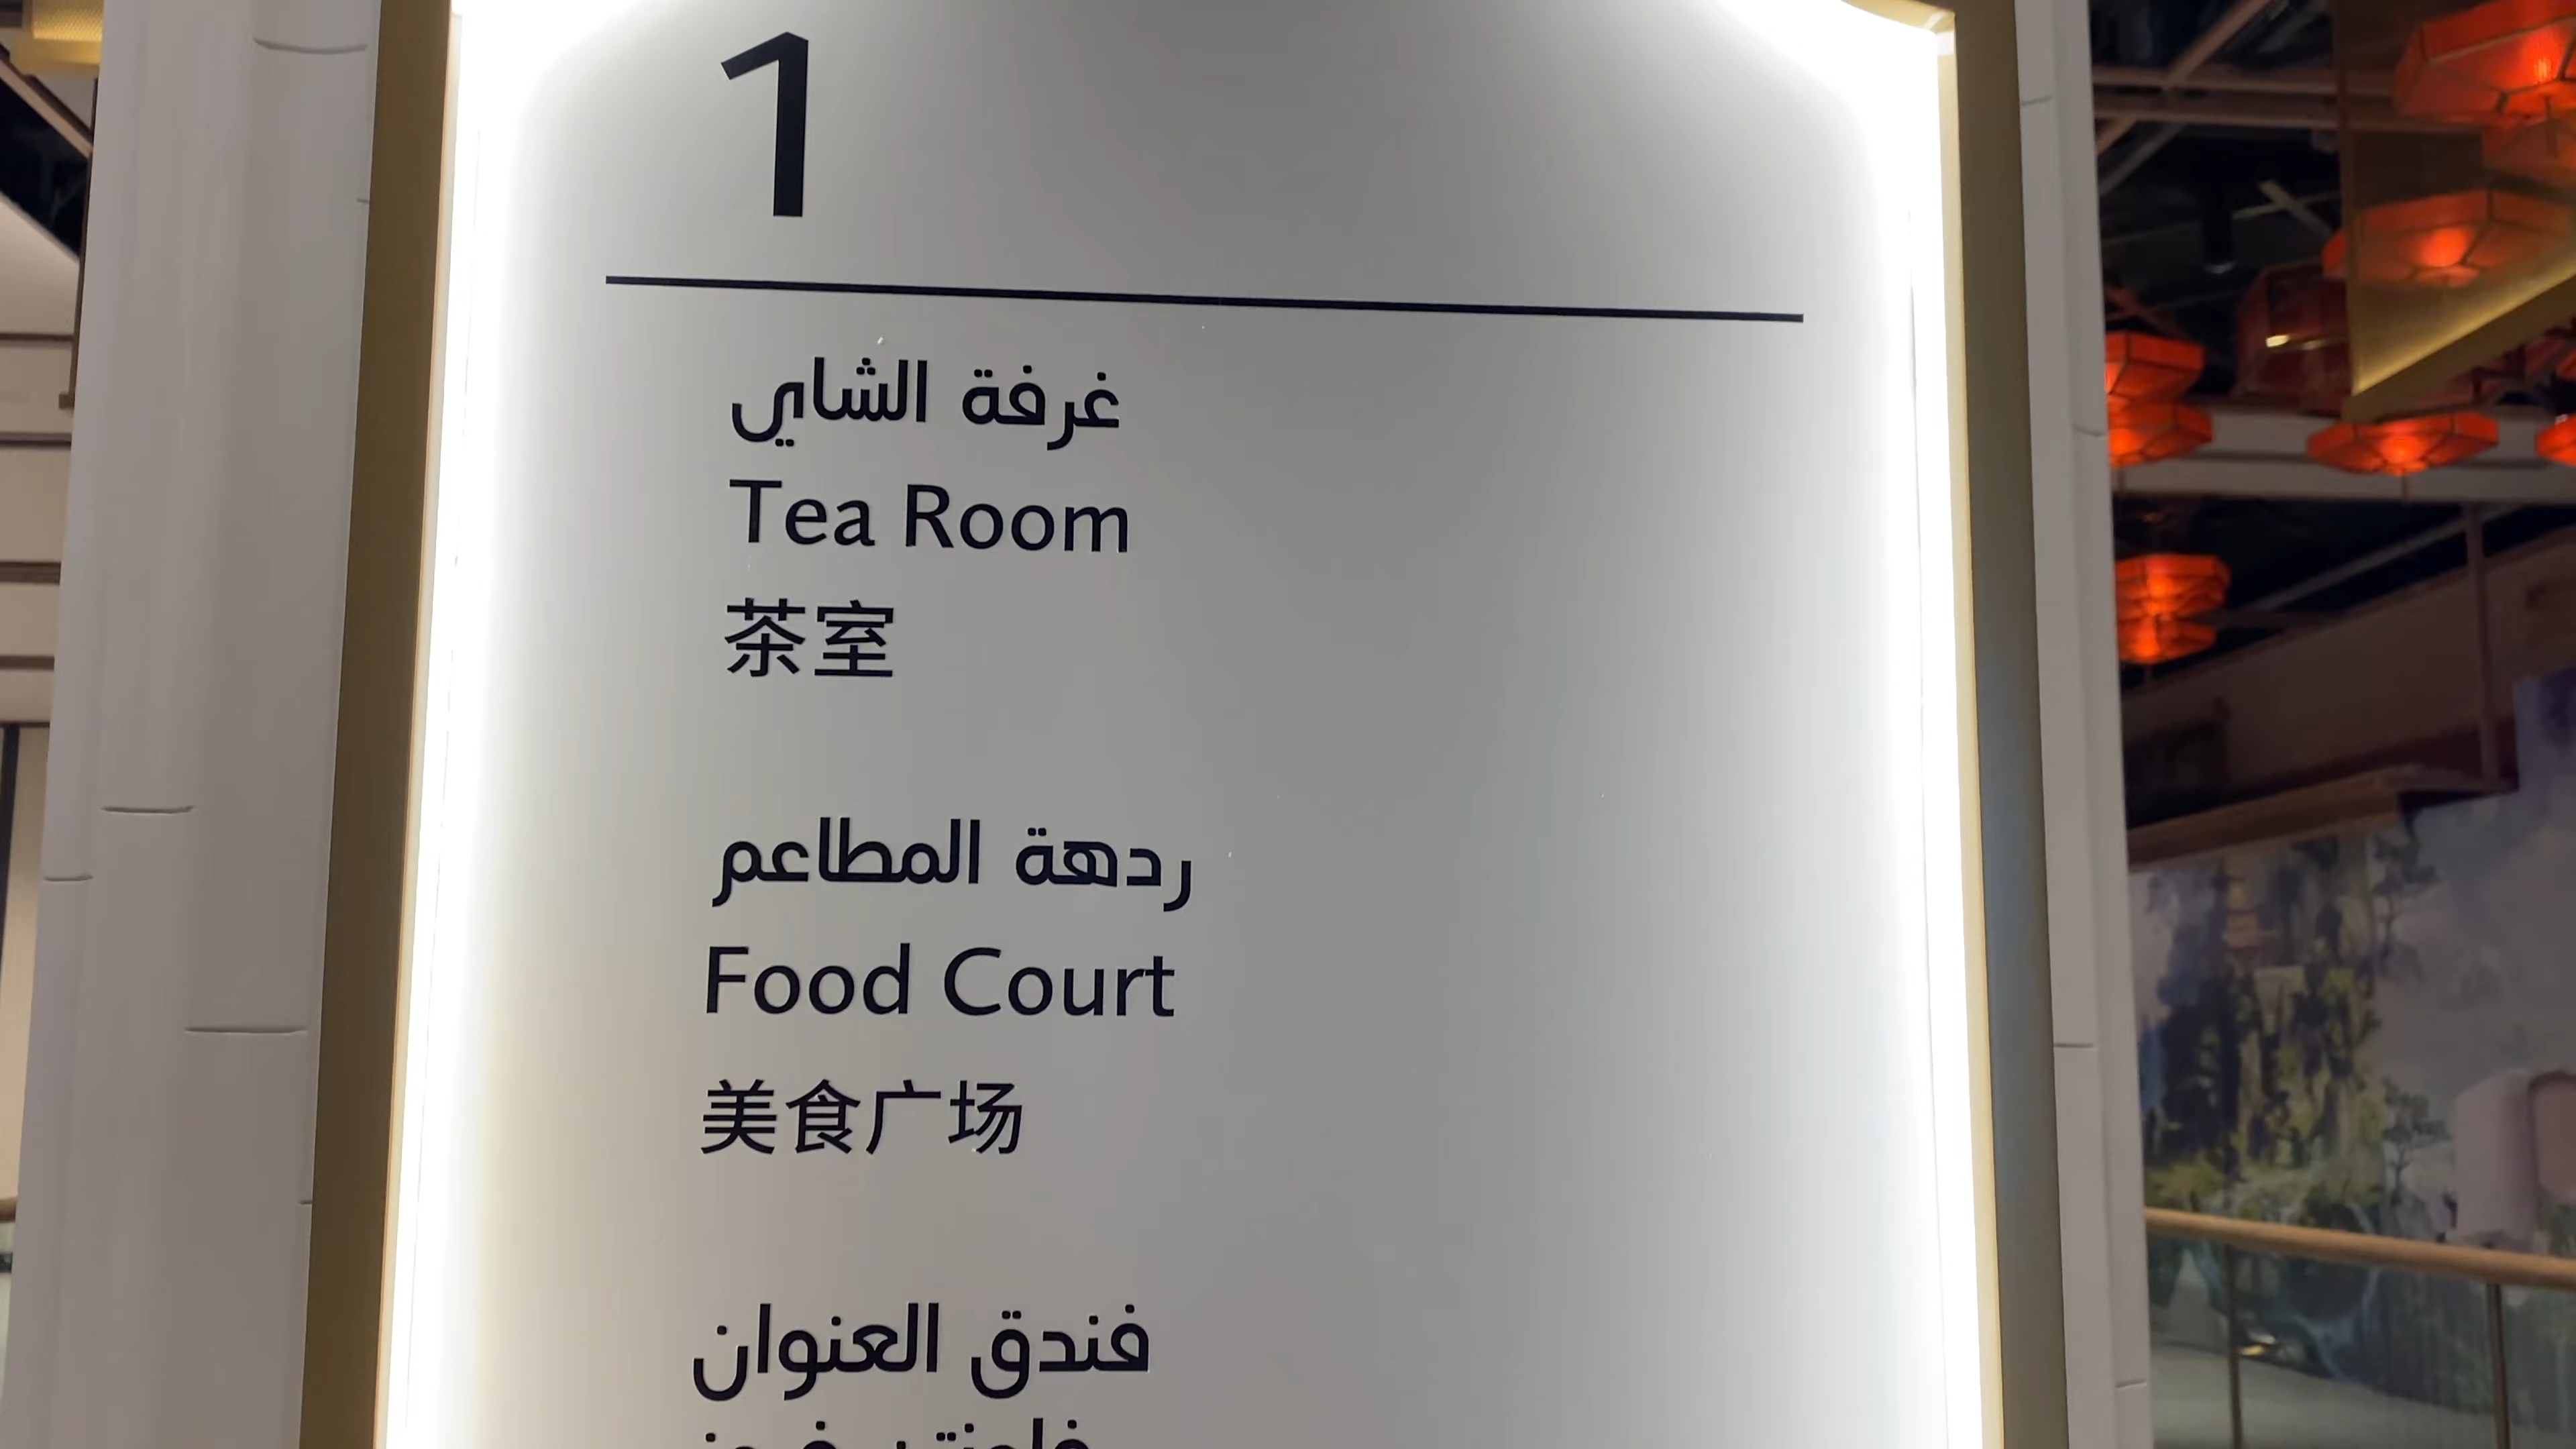 1
غرفة الشاي
Tea Room
茶室
ردهة المطاعم
Food Court
美食广场
فندق العنوان